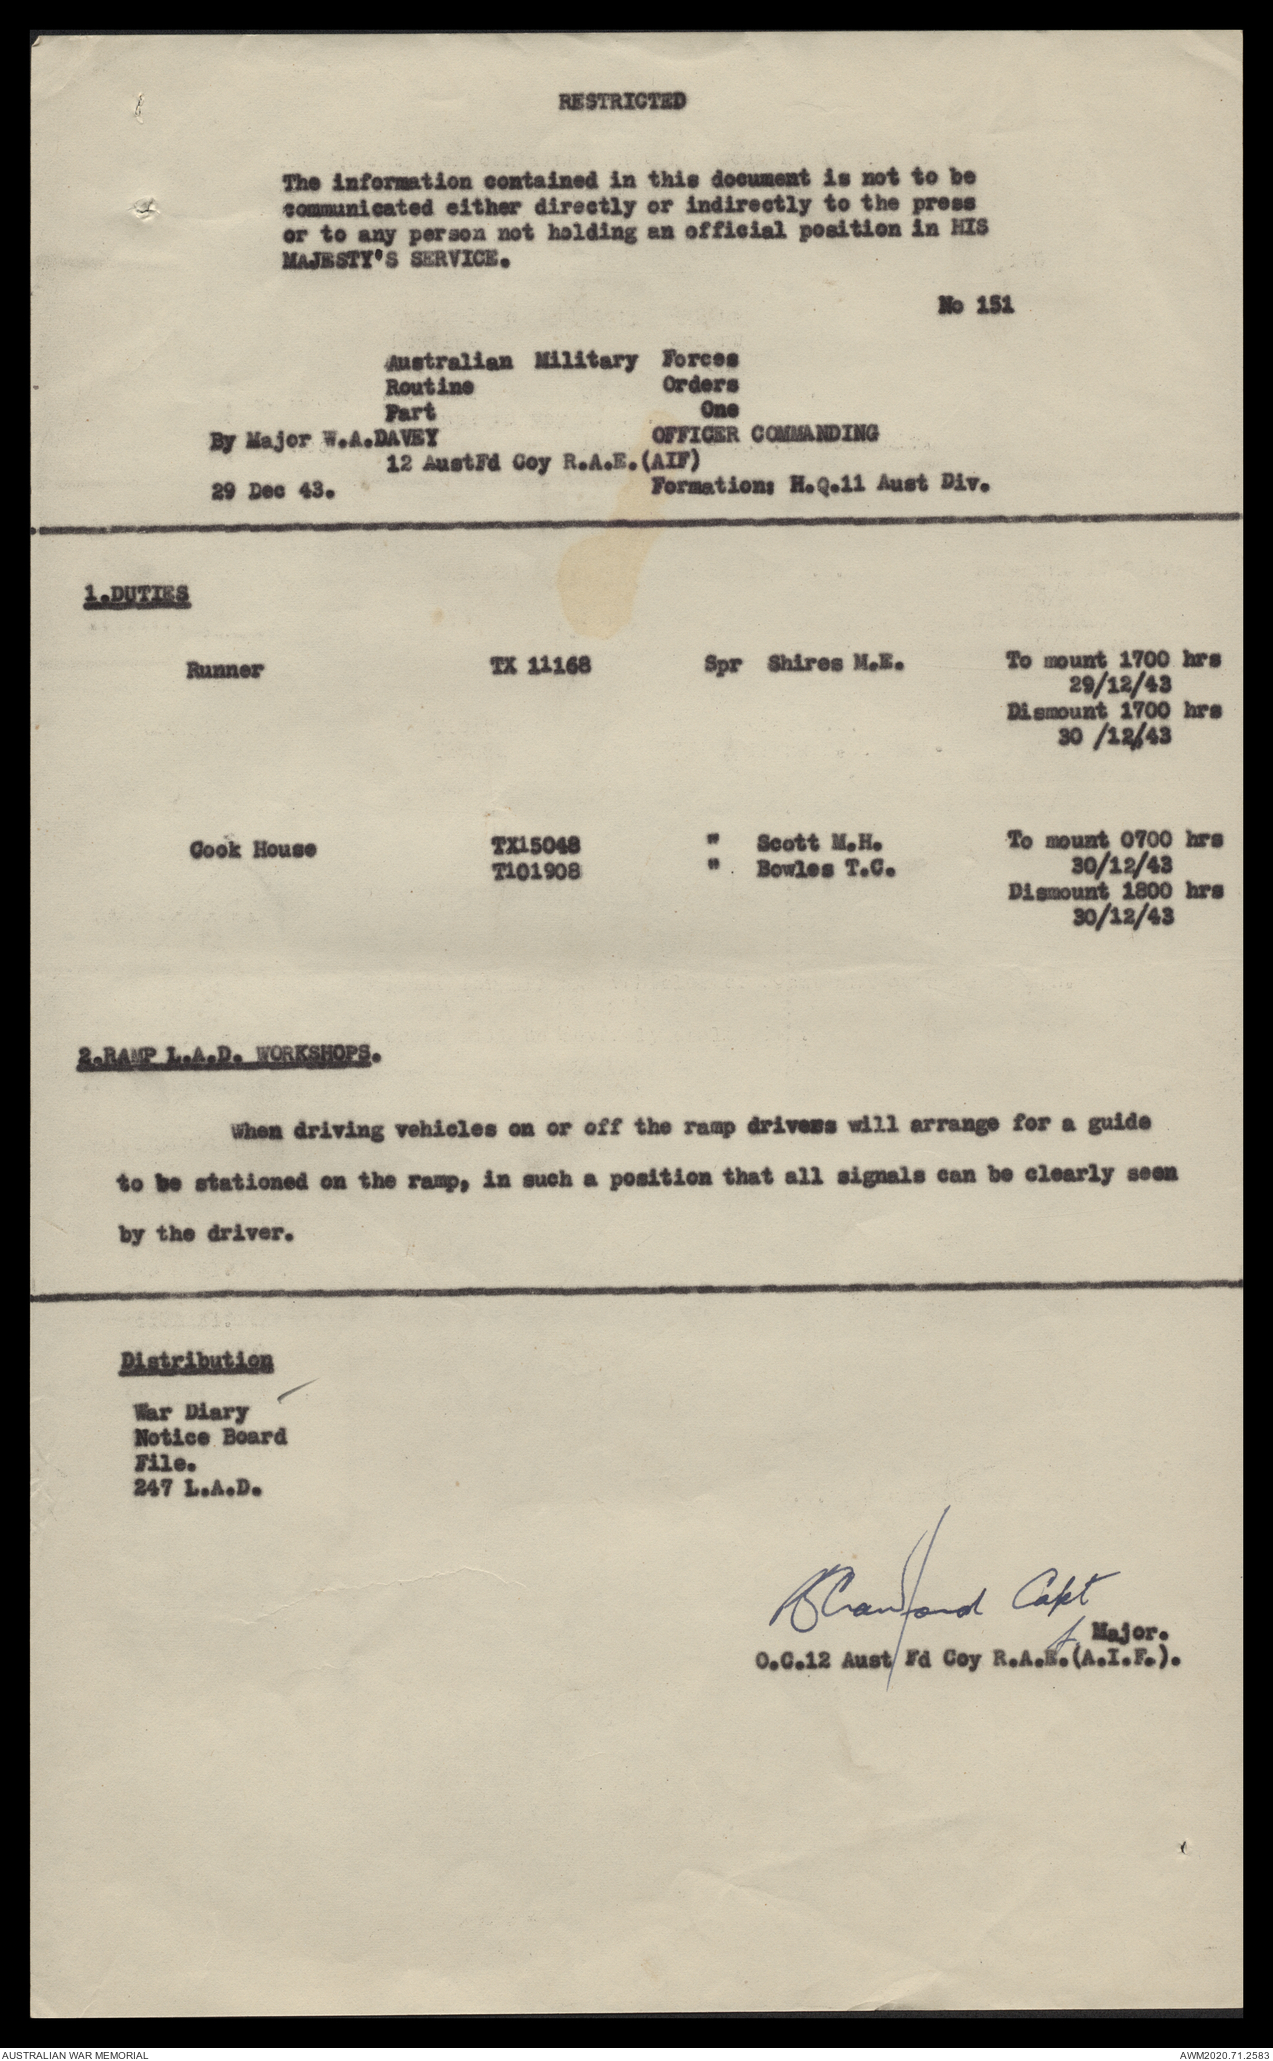 RESTRICTED
The information contained in this document is not to be
communicated either directly or indirectly to the press
or to any person not holding an official position in HIS
MAJESTY'S SERVICE.
No 151
Australian Military Forces
Routine Orders
Part One
By Major W.A.DAVEY OFFICER COMMANDING
12 AustFd Coy R.A.E.(AIF)
29 Dec 43. Formation: H.Q.11 Aust Div.
1.DUTIES
Runner TX 11168 Spr Shires M.E. To mount 1700 hrs
29/12/43
Dismount 1700 hrs
30 /12/43
Cook House TX15048 " Scott M.H. To mount 0700 hrs
T101908 " Bowles T.C. 30/12/43
Dismount 1800 hrs
30/12/43
2.RAMP L.A.D. WORKSHOPS.
When driving vehicles on or off the ramp drivers will arrange for a guide
to be stationed on the ramp, in such a position that all signals can be clearly seen
by the driver.
Distribution
War Diary
Notice Board
File.
247 L.A.D.
Crawford Capt
Major.
O.C.12 Aust Fd Coy R.A.E.(A.I.F.).
AUSTRALIAN WAR MEMORIAL AWM2020.71.2583